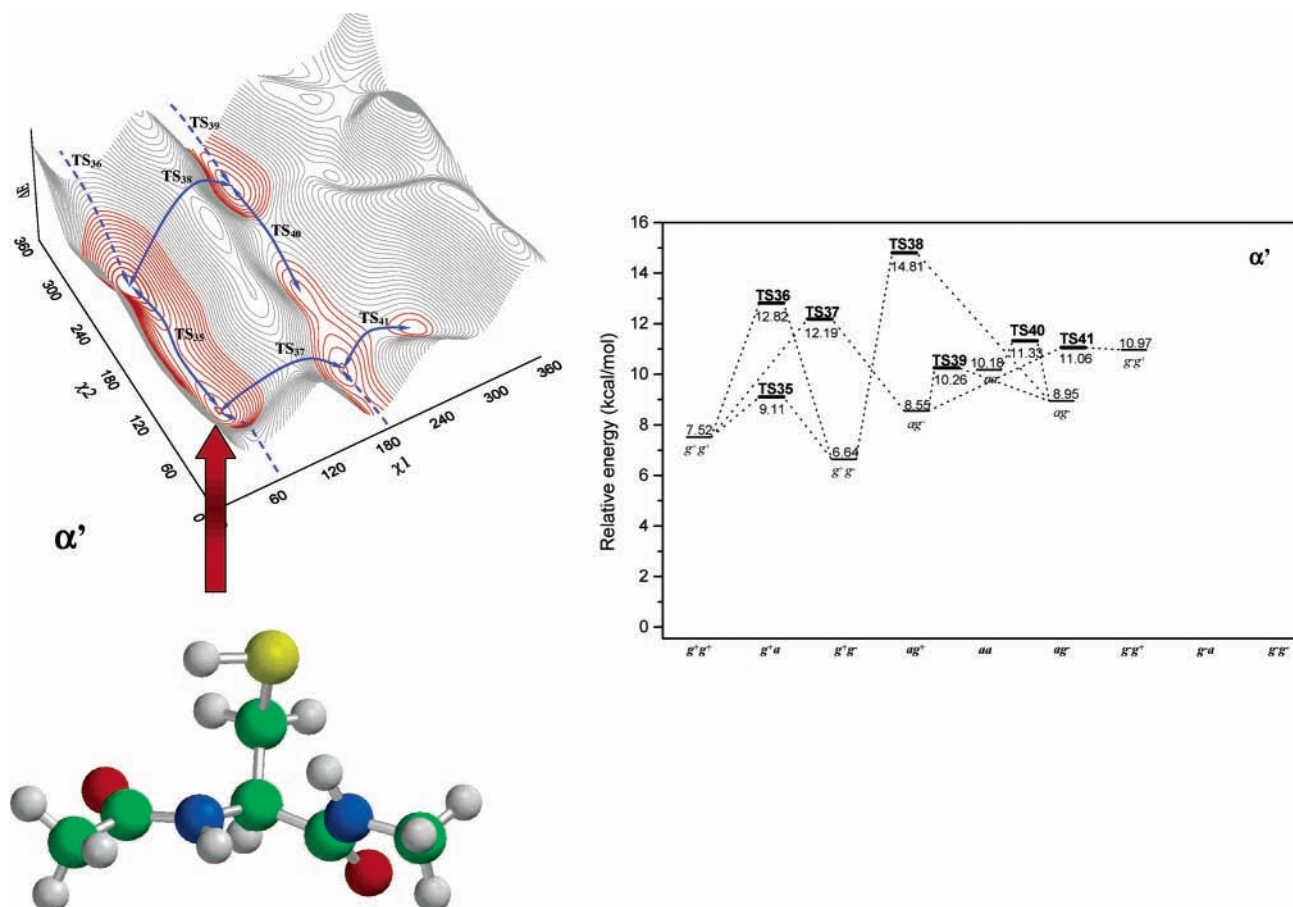 TS39
TS36
TS38
ΔE
360
300
240
χ2
180
120
60
0
TS40
TS35
TS41
TS37
360
300
240
180
χ1
120
60
α’
α’
Relative energy (kcal/mol)
16
14
12
10
8
6
4
2
0
TS38
14.81
TS36
12.82
TS37
12.19
TS40
11.33
TS41
11.06
10.97
g-g+
TS39
10.26
10.18
aa
TS35
9.11
8.95
ag-
8.55
ag+
7.52
g+g+
6.64
g+g-
g+g+ g+a g+g- ag+ aa ag- g-g+ g-a g-g-